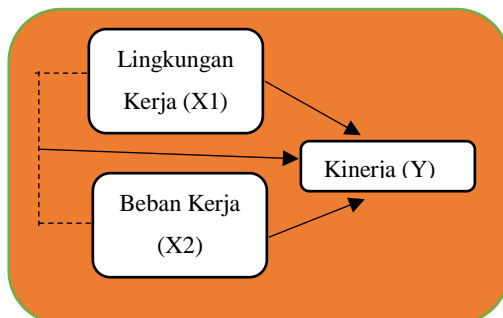 Lingkungan
Kerja (X1)
Kinerja (Y)
Beban Kerja
(X2)